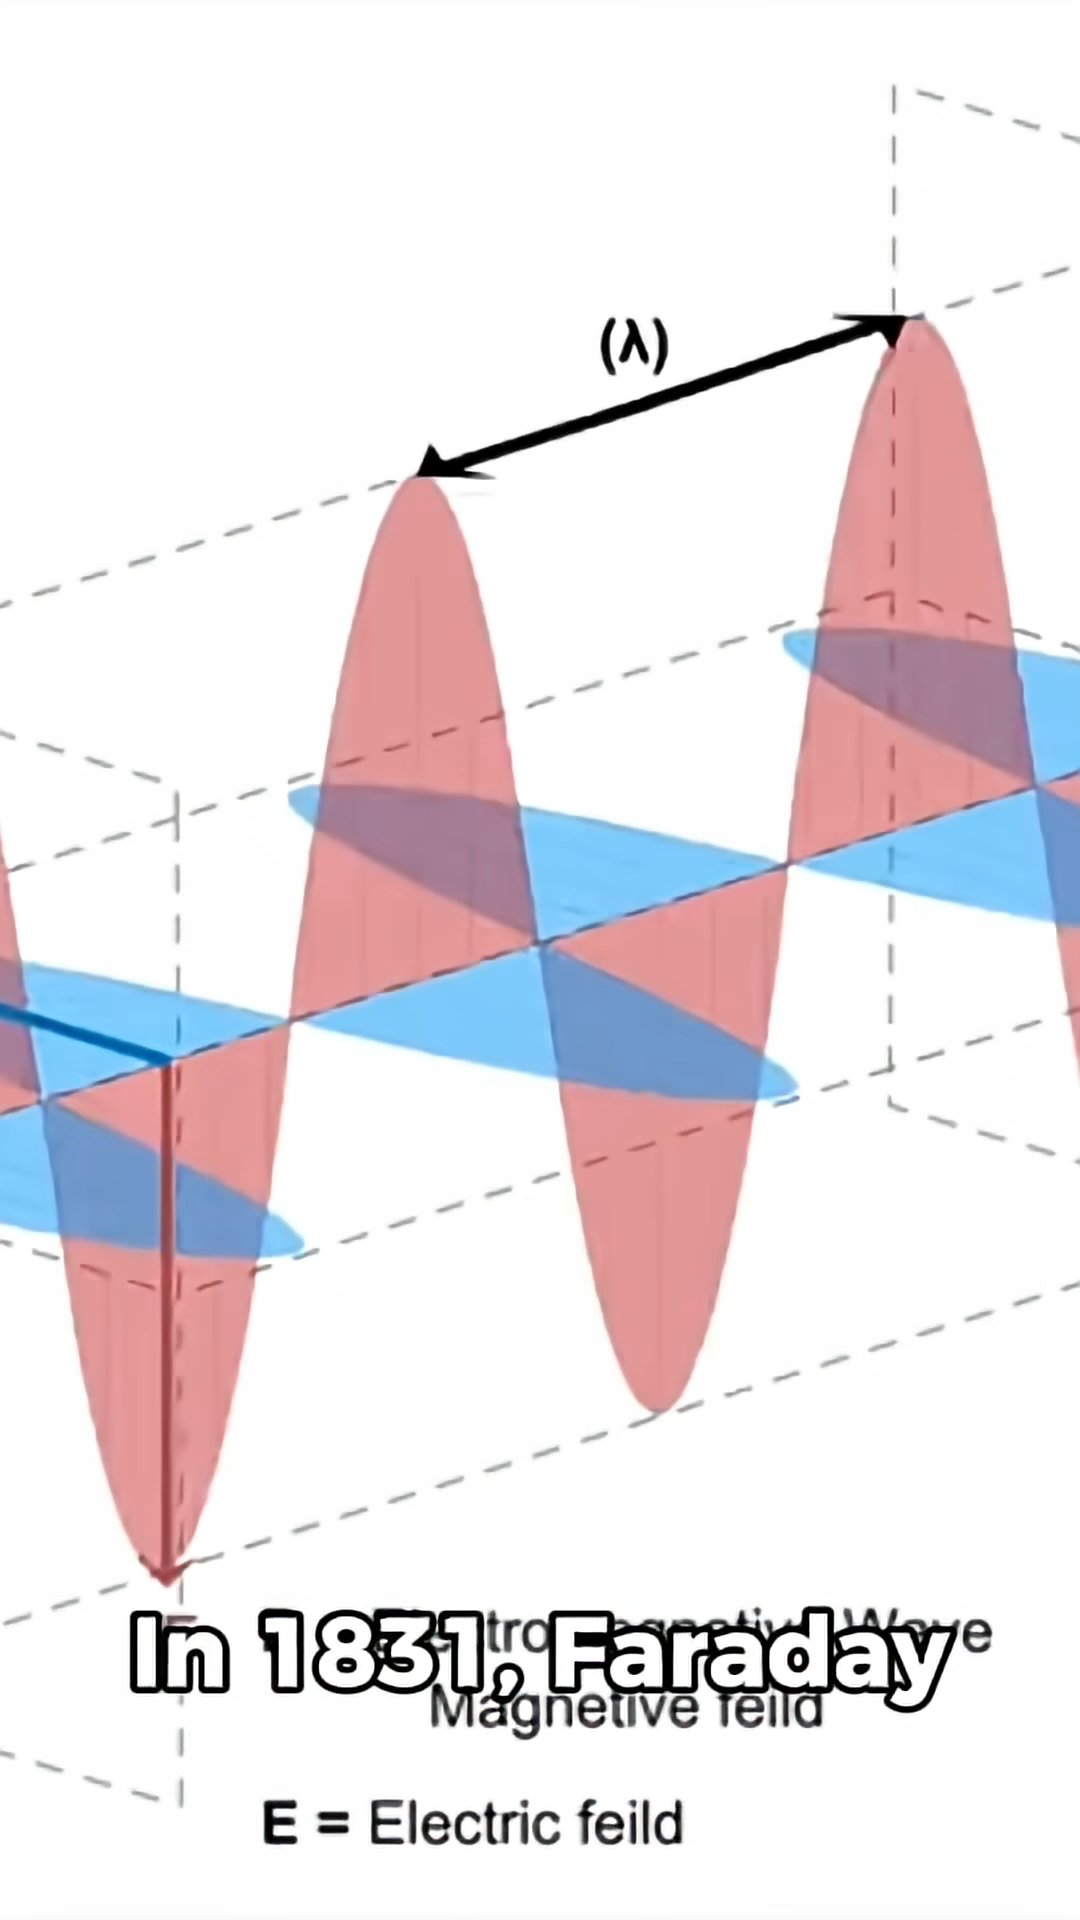 (λ)
In 1831, Faraday
Magnetive feild
E = Electric feild